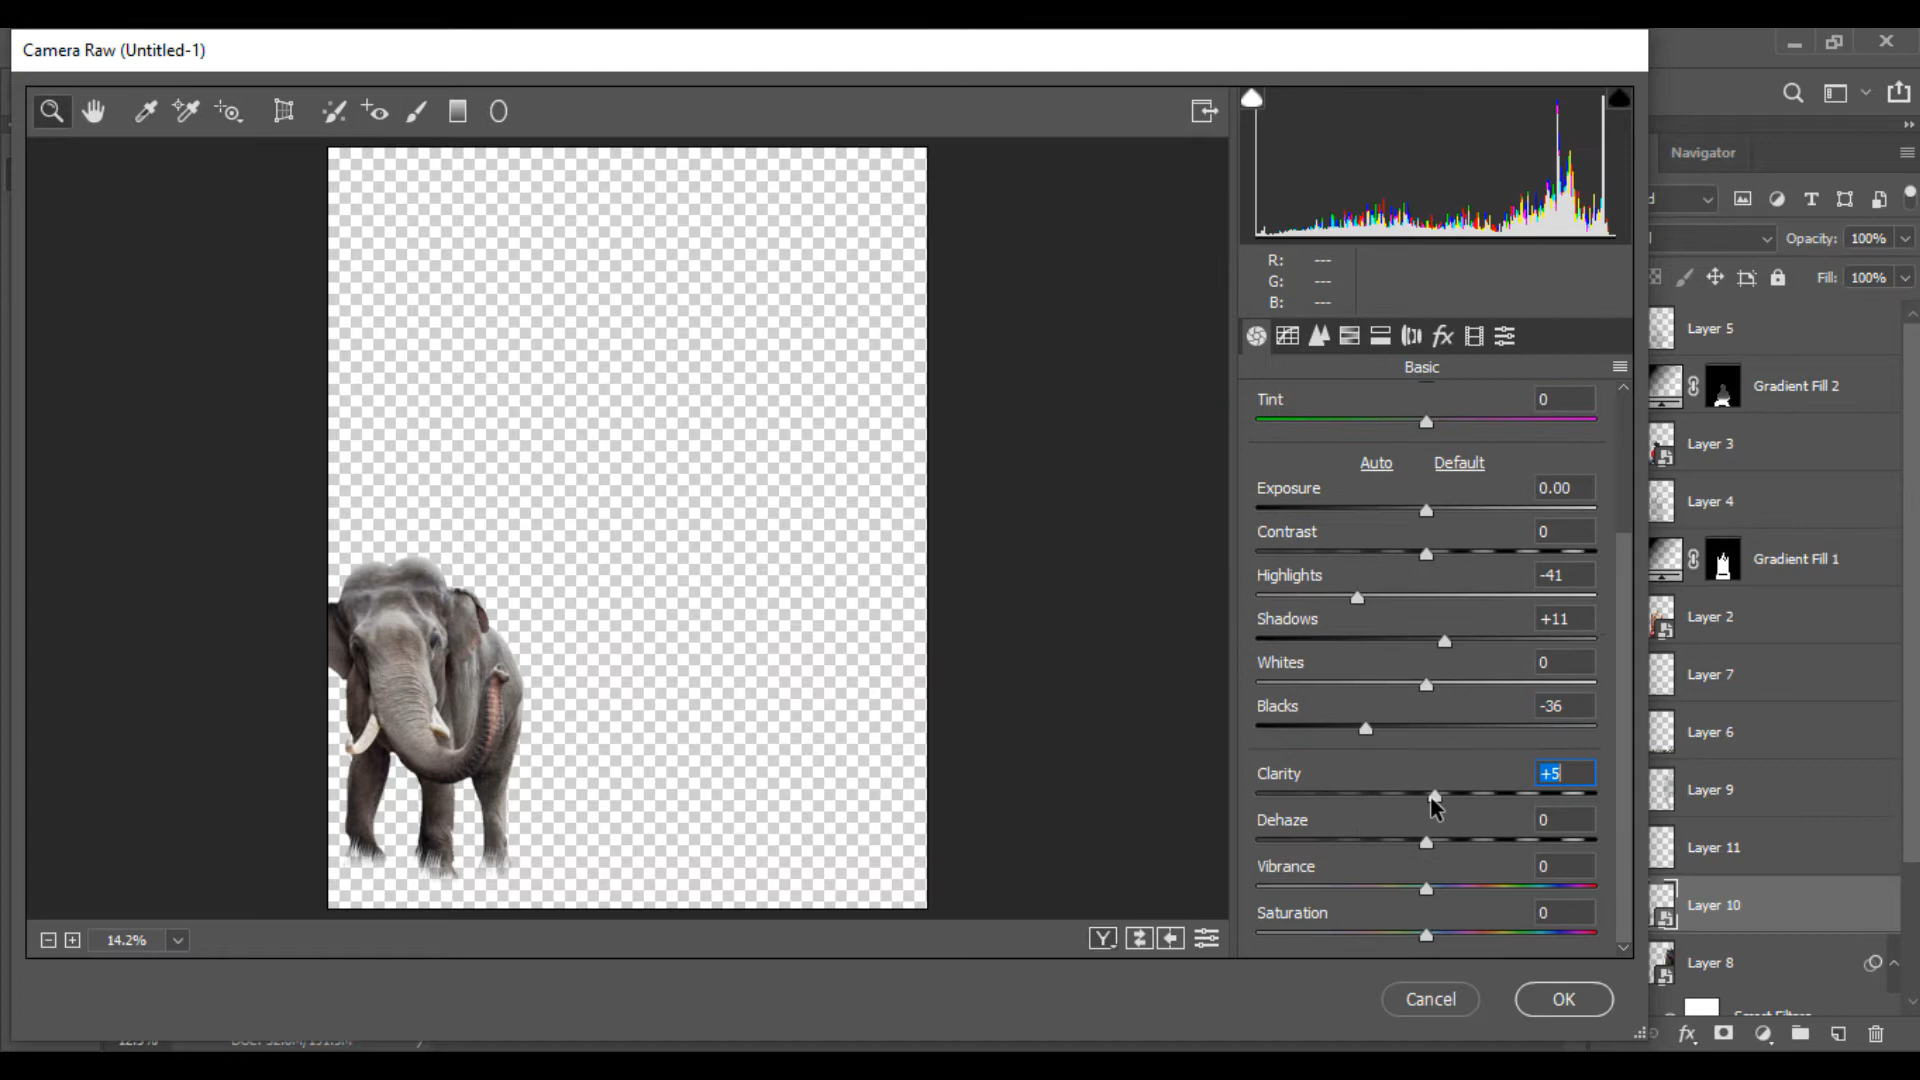 Camera Raw (Untitled-1)
Navigator
Opacity: 100%
Fill: 100%
R: ---
G: ---
B: ---
Basic
Tint 0
Auto Default
Exposure 0.00
Contrast 0
Highlights -41
Shadows +11
Whites 0
Blacks -36
Clarity +5
Dehaze 0
Vibrance 0
Saturation 0
Layer 5
Gradient Fill 2
Layer 3
Layer 4
Gradient Fill 1
Layer 2
Layer 7
Layer 6
Layer 9
Layer 11
Layer 10
Layer 8
14.2%
Y
Cancel OK
fx